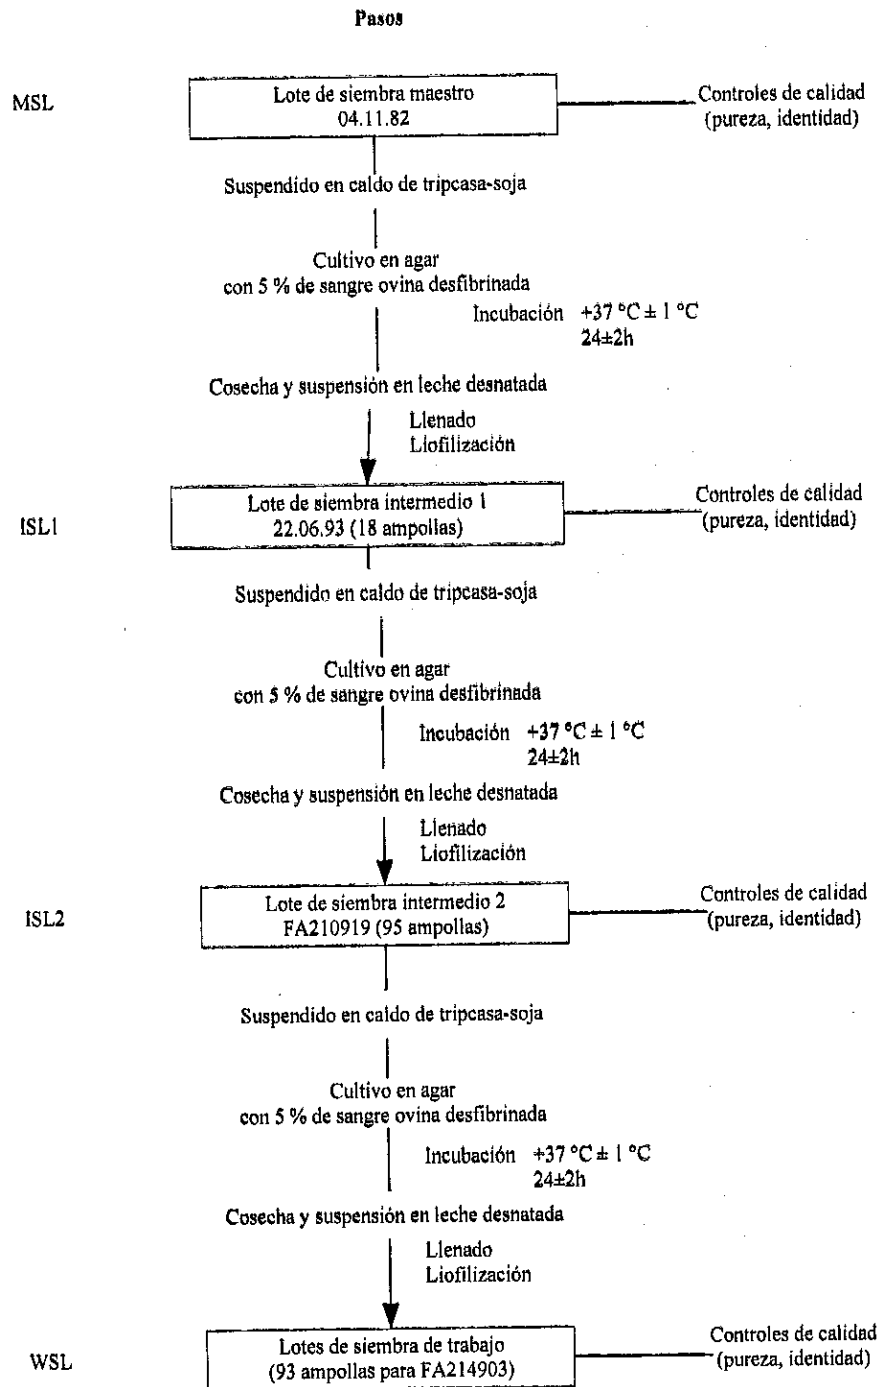 Pasos
MSL
Lote de siembra maestro
04.11.82
Controles de calidad
(pureza, identidad)
Suspendido en caldo de tripcasa-soja
Cultivo en agar
con 5 % de sangre ovina desfibrinada
Incubación +37 °C ± 1 °C
24±2h
Cosecha y suspensión en leche desnatada
Llenado
Liofilización
ISL1
Lote de siembra intermedio 1
22.06.93 (18 ampollas)
Controles de calidad
(pureza, identidad)
Suspendido en caldo de tripcasa-soja
Cultivo en agar
con 5 % de sangre ovina desfibrinada
Incubación +37 °C ± 1 °C
24±2h
Cosecha y suspensión en leche desnatada
Llenado
Liofilización
ISL2
Lote de siembra intermedio 2
FA210919 (95 ampollas)
Controles de calidad
(pureza, identidad)
Suspendido en caldo de tripcasa-soja
Cultivo en agar
con 5 % de sangre ovina desfibrinada
Incubación +37 °C ± 1 °C
24±2h
Cosecha y suspensión en leche desnatada
Llenado
Liofilización
WSL
Lotes de siembra de trabajo
(93 ampollas para FA214903)
Controles de calidad
(pureza, identidad)